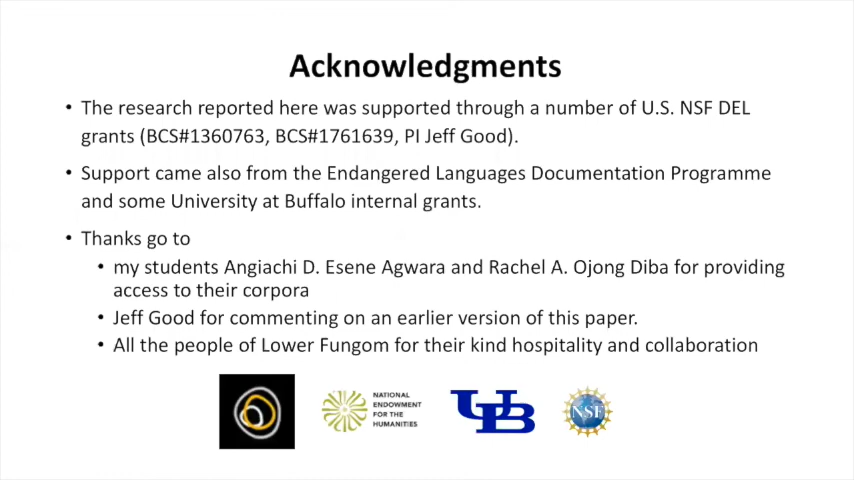 Acknowledgments
• The research reported here was supported through a number of U.S. NSF DEL
grants (BCS#1360763, BCS#1761639, PI Jeff Good).
• Support came also from the Endangered Languages Documentation Programme
and some University at Buffalo internal grants.
• Thanks go to
• my students Angiachi D. Esene Agwara and Rachel A. Ojong Diba for providing
access to their corpora
• Jeff Good for commenting on an earlier version of this paper.
• All the people of Lower Fungom for their kind hospitality and collaboration
NATIONAL
ENDOWMENT
FOR THE
HUMANITIES
UB
NSF